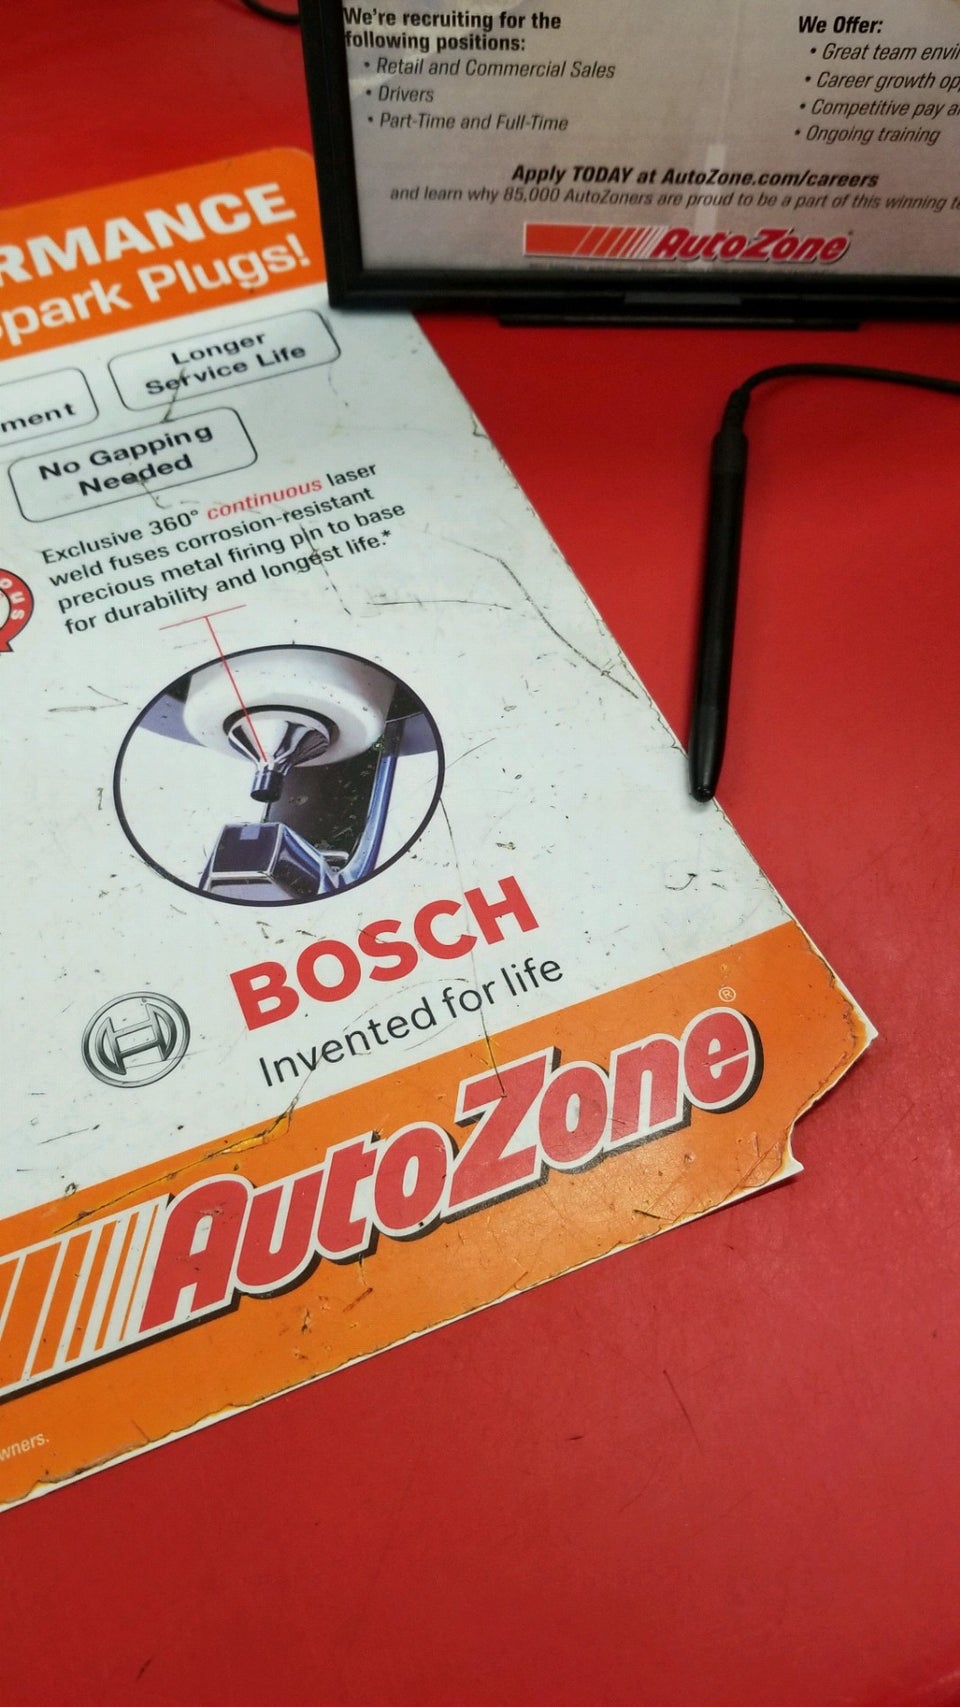 We're recruiting for the
following positions:
• Retail and Commercial Sales
• Drivers
• Part-Time and Full-Time
We Offer:
• Great team
• Career growth
• Competitive pay
• Ongoing training
Apply TODAY at AutoZone.com/careers
and learn why 85,000 AutoZoners are proud to be a part of this winning
AutoZone
RMANCE
park Plugs!
ment
Longer
Service Life
No Gapping
Needed
Exclusive 360° continuous laser
weld fuses corrosion-resistant
precious metal firing pin to base
for durability and longest life.*
ous
BOSCH
Invented for life
AutoZone®
wners.